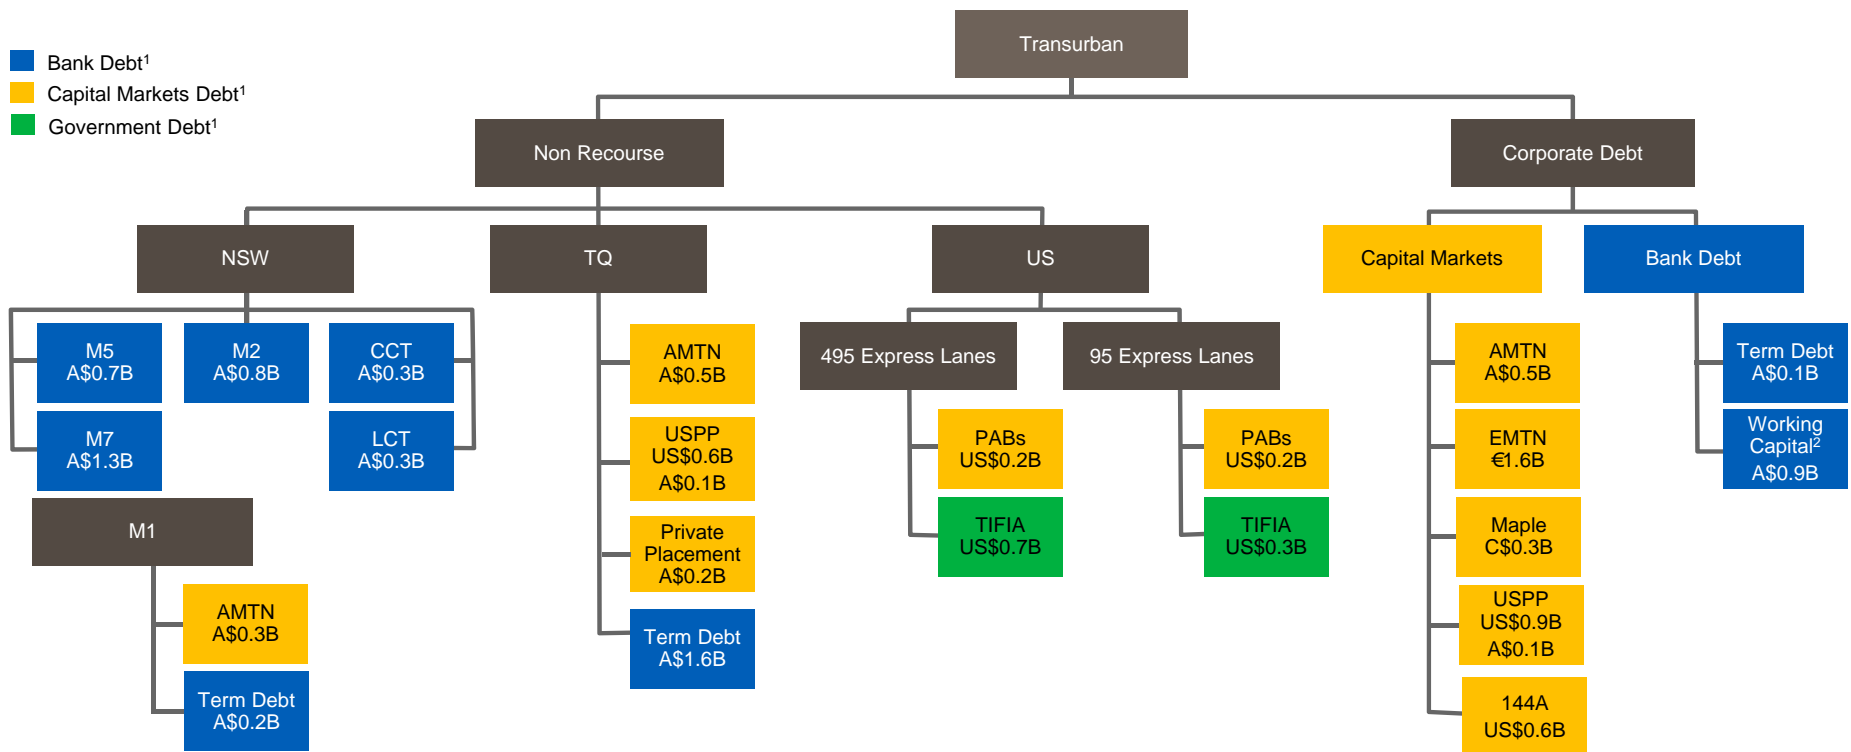 Transurban
Bank Debt¹
Capital Markets Debt¹
Government Debt¹
Non Recourse
Corporate Debt
NSW
TQ
US
Capital Markets
Bank Debt
M5
A$0.7B
M2
A$0.8B
CCT
A$0.3B
M7
A$1.3B
LCT
A$0.3B
M1
AMTN
A$0.3B
Term Debt
A$0.2B
AMTN
A$0.5B
USPP
US$0.6B
A$0.1B
Private
Placement
A$0.2B
Term Debt
A$1.6B
495 Express Lanes
95 Express Lanes
PABs
US$0.2B
TIFIA
US$0.7B
PABs
US$0.2B
TIFIA
US$0.3B
AMTN
A$0.5B
EMTN
€1.6B
Maple
C$0.3B
USPP
US$0.9B
A$0.1B
144A
US$0.6B
Term Debt
A$0.1B
Working
Capital²
A$0.9B